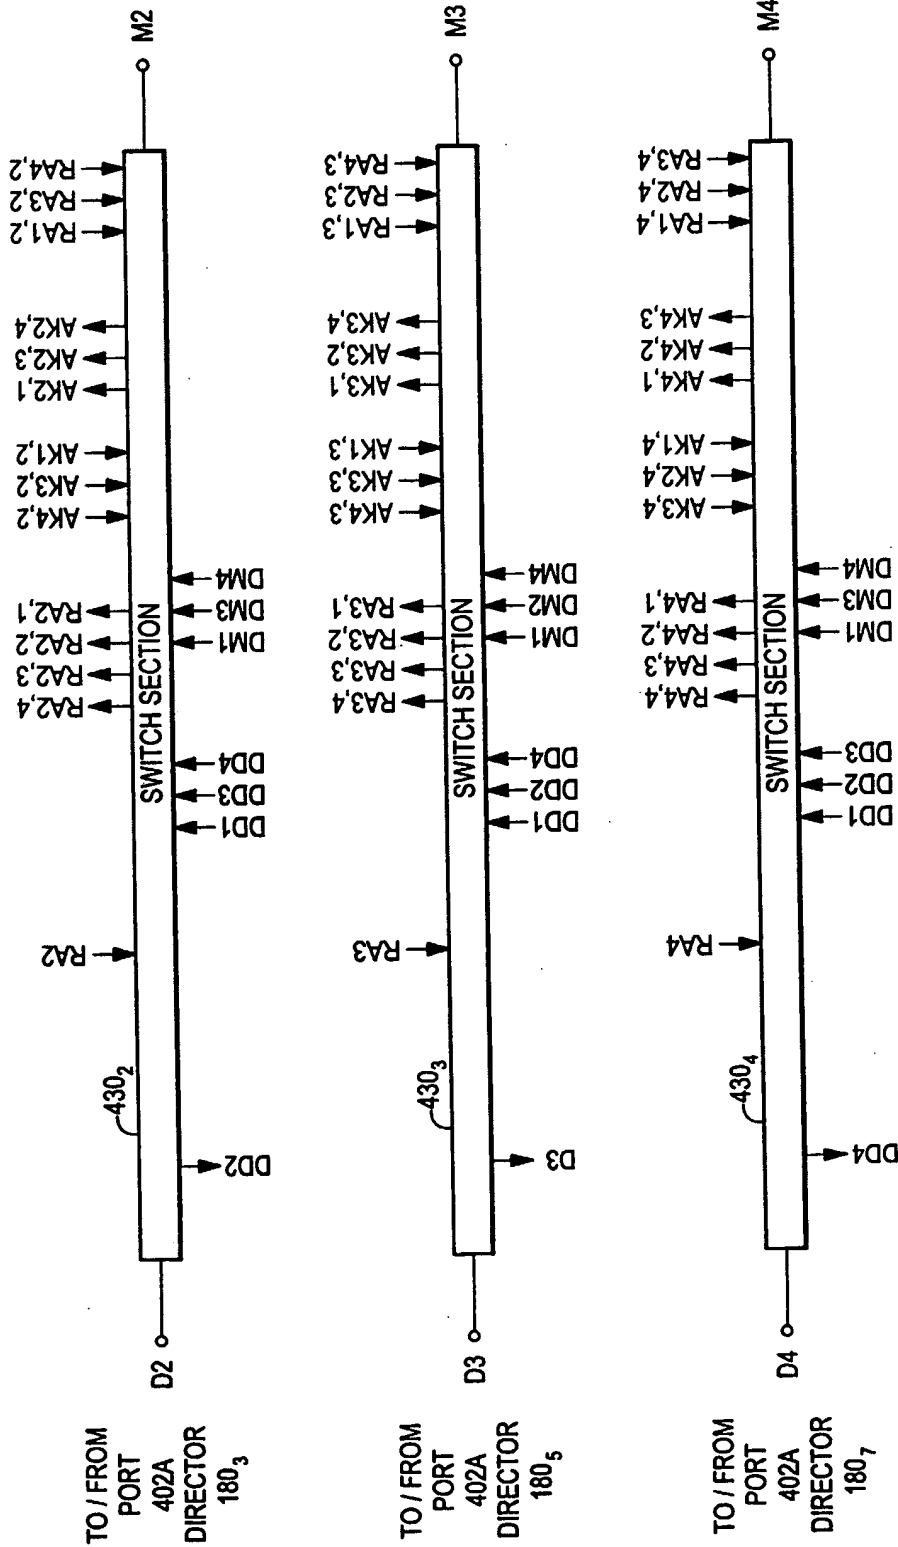 TO / FROM
PORT
402A
DIRECTOR
180₃
D2
DD2
430₂
RA2
DD1
DD3
DD4
SWITCH SECTION
RA2,4
RA2,3
RA2,2
RA2,1
DM1
DM3
DM4
AK4,2
AK3,2
AK1,2
AK2,1
AK2,3
AK2,4
RA1,2
RA3,2
RA4,2
M2
TO / FROM
PORT
402A
DIRECTOR
180₅
D3
D3
430₃
RA3
DD1
DD2
DD4
SWITCH SECTION
RA3,4
RA3,3
RA3,2
RA3,1
DM1
DM2
DM4
AK4,3
AK3,3
AK1,3
AK3,1
AK3,2
AK3,4
RA1,3
RA2,3
RA4,3
M3
TO / FROM
PORT
402A
DIRECTOR
180₇
D4
DD4
430₄
RA4
DD1
DD2
DD3
SWITCH SECTION
RA4,4
RA4,3
RA4,2
RA4,1
DM1
DM3
DM4
AK3,4
AK2,4
AK1,4
AK4,1
AK4,2
AK4,3
RA1,4
RA2,4
RA3,4
M4